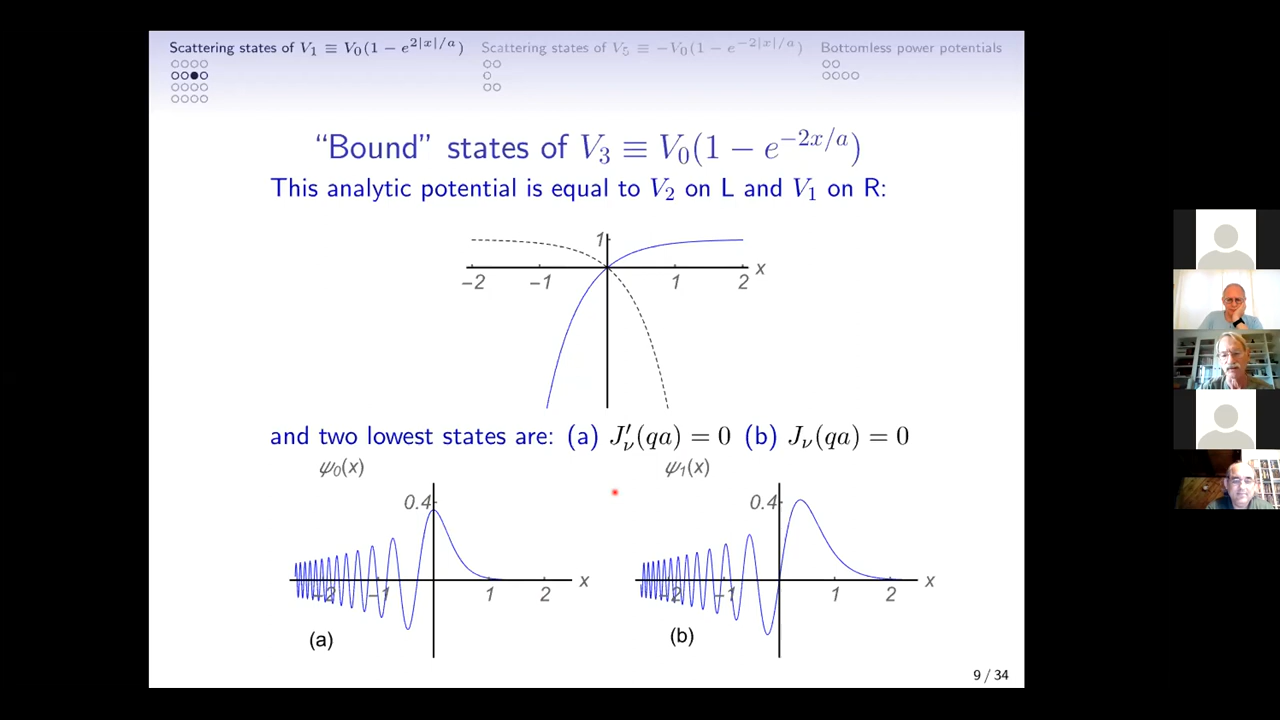 Scattering states of V₁ ≡ V₀(1 − e^{2|x|/a}) Scattering states of V₅ ≡ −V₀(1 − e^{−2|x|/a}) Bottomless power potentials
“Bound” states of V₃ ≡ V₀(1 − e^{−2x/a})
This analytic potential is equal to V₂ on L and V₁ on R:
1
x
−2 −1 1 2
and two lowest states are: (a) J′ᵥ(qa) = 0 (b) Jᵥ(qa) = 0
ψ₀(x) ψ₁(x)
0.4 0.4
x x
−2 −1 1 2 −2 −1 1 2
(a) (b)
9 / 34